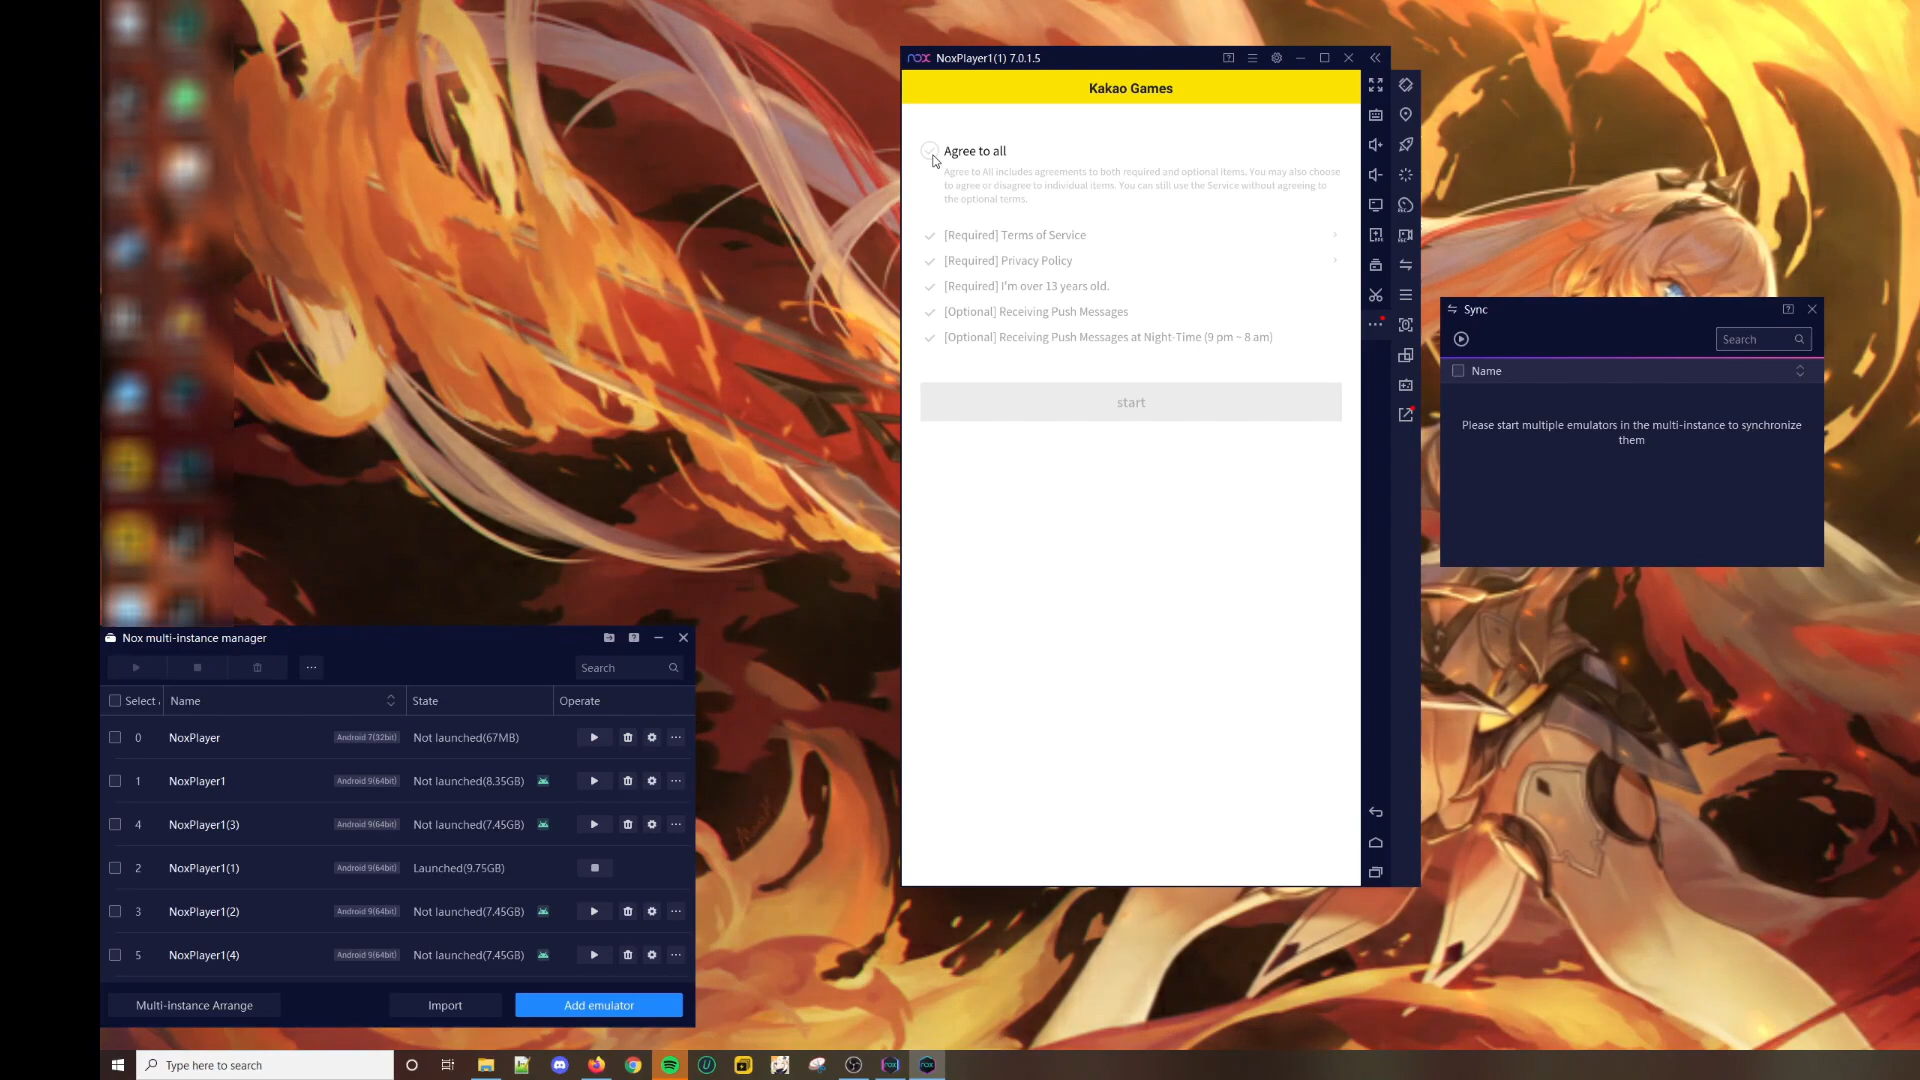 nox NoxPlayer1(1) 7.0.1.5
Kakao Games
Agree to all
Agree to All includes agreements to both required and optional items. You may also choose
to agree or disagree to individual items. You can still use the Service without agreeing to
the optional terms.
[Required] Terms of Service
[Required] Privacy Policy
[Required] I'm over 13 years old.
[Optional] Receiving Push Messages
[Optional] Receiving Push Messages at Night-Time (9 pm ~ 8 am)
start
Sync
Search
Name
Please start multiple emulators in the multi-instance to synchronize
them
Nox multi-instance manager
Search
Select Name State Operate
0 NoxPlayer Android 7(32bit) Not launched(67MB)
1 NoxPlayer1 Android 9(64bit) Not launched(8.35GB)
4 NoxPlayer1(3) Android 9(64bit) Not launched(7.45GB)
2 NoxPlayer1(1) Android 9(64bit) Launched(9.75GB)
3 NoxPlayer1(2) Android 9(64bit) Not launched(7.45GB)
5 NoxPlayer1(4) Android 9(64bit) Not launched(7.45GB)
Multi-instance Arrange Import Add emulator
Type here to search